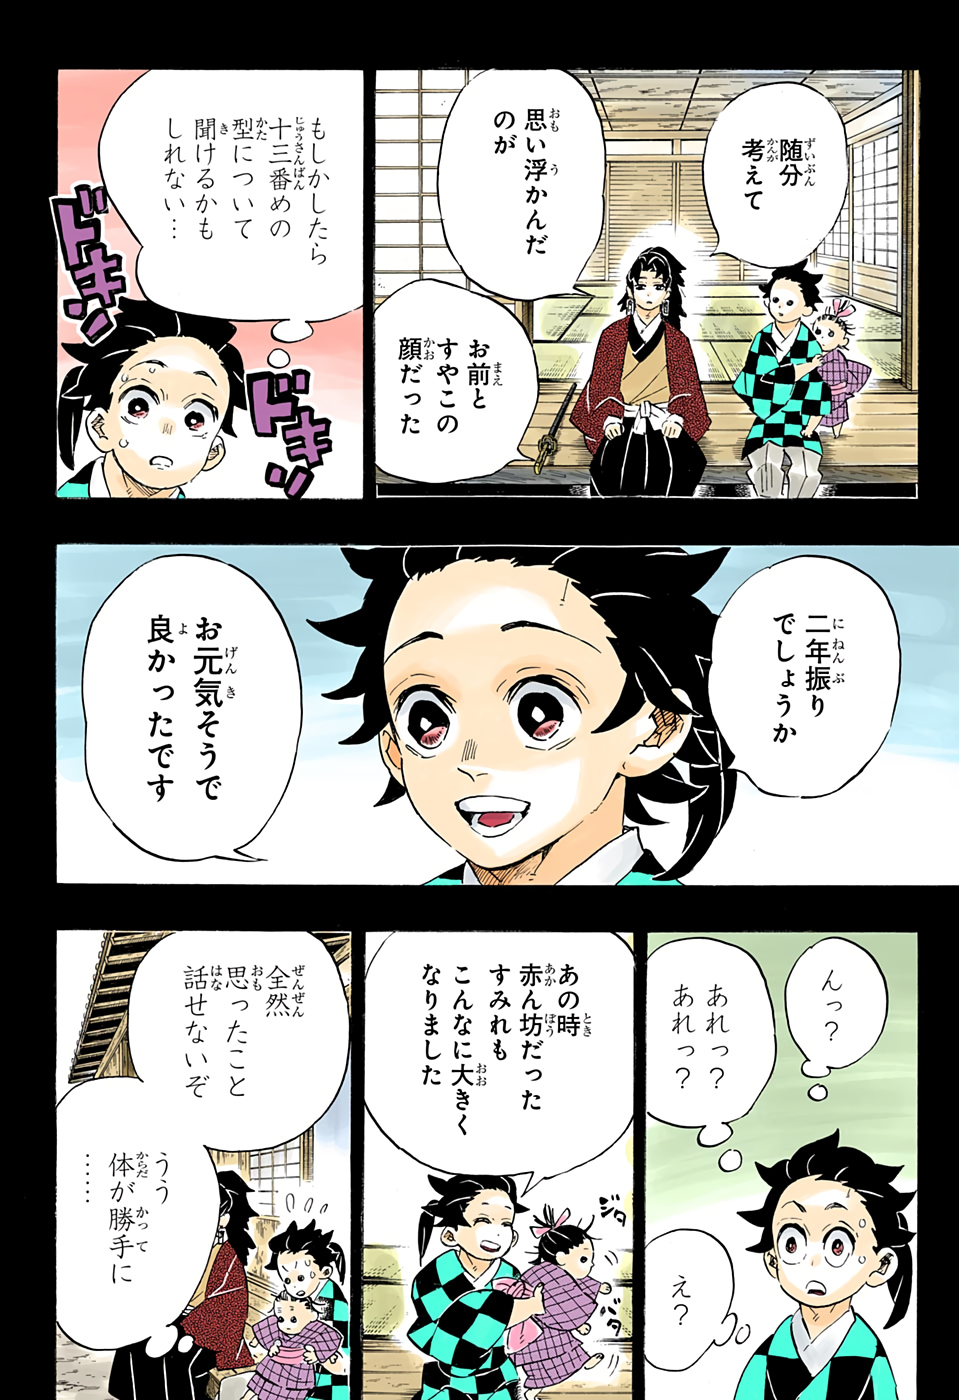 随分
考えて
思い浮かんだ
のが
お前と
すやこの
顔だった
もしかしたら
十三番めの
型について
聞けるかも
しれない…
ドキン
ドキン
二年振り
でしょうか
お元気そうで
良かったです
んっ？
あれっ？
あれっ？
え？
あの時
赤ん坊だった
すみれも
こんなに大きく
なりました
ジタ
バタ
全然
思ったこと
話せないぞ
うう
体が勝手に
……